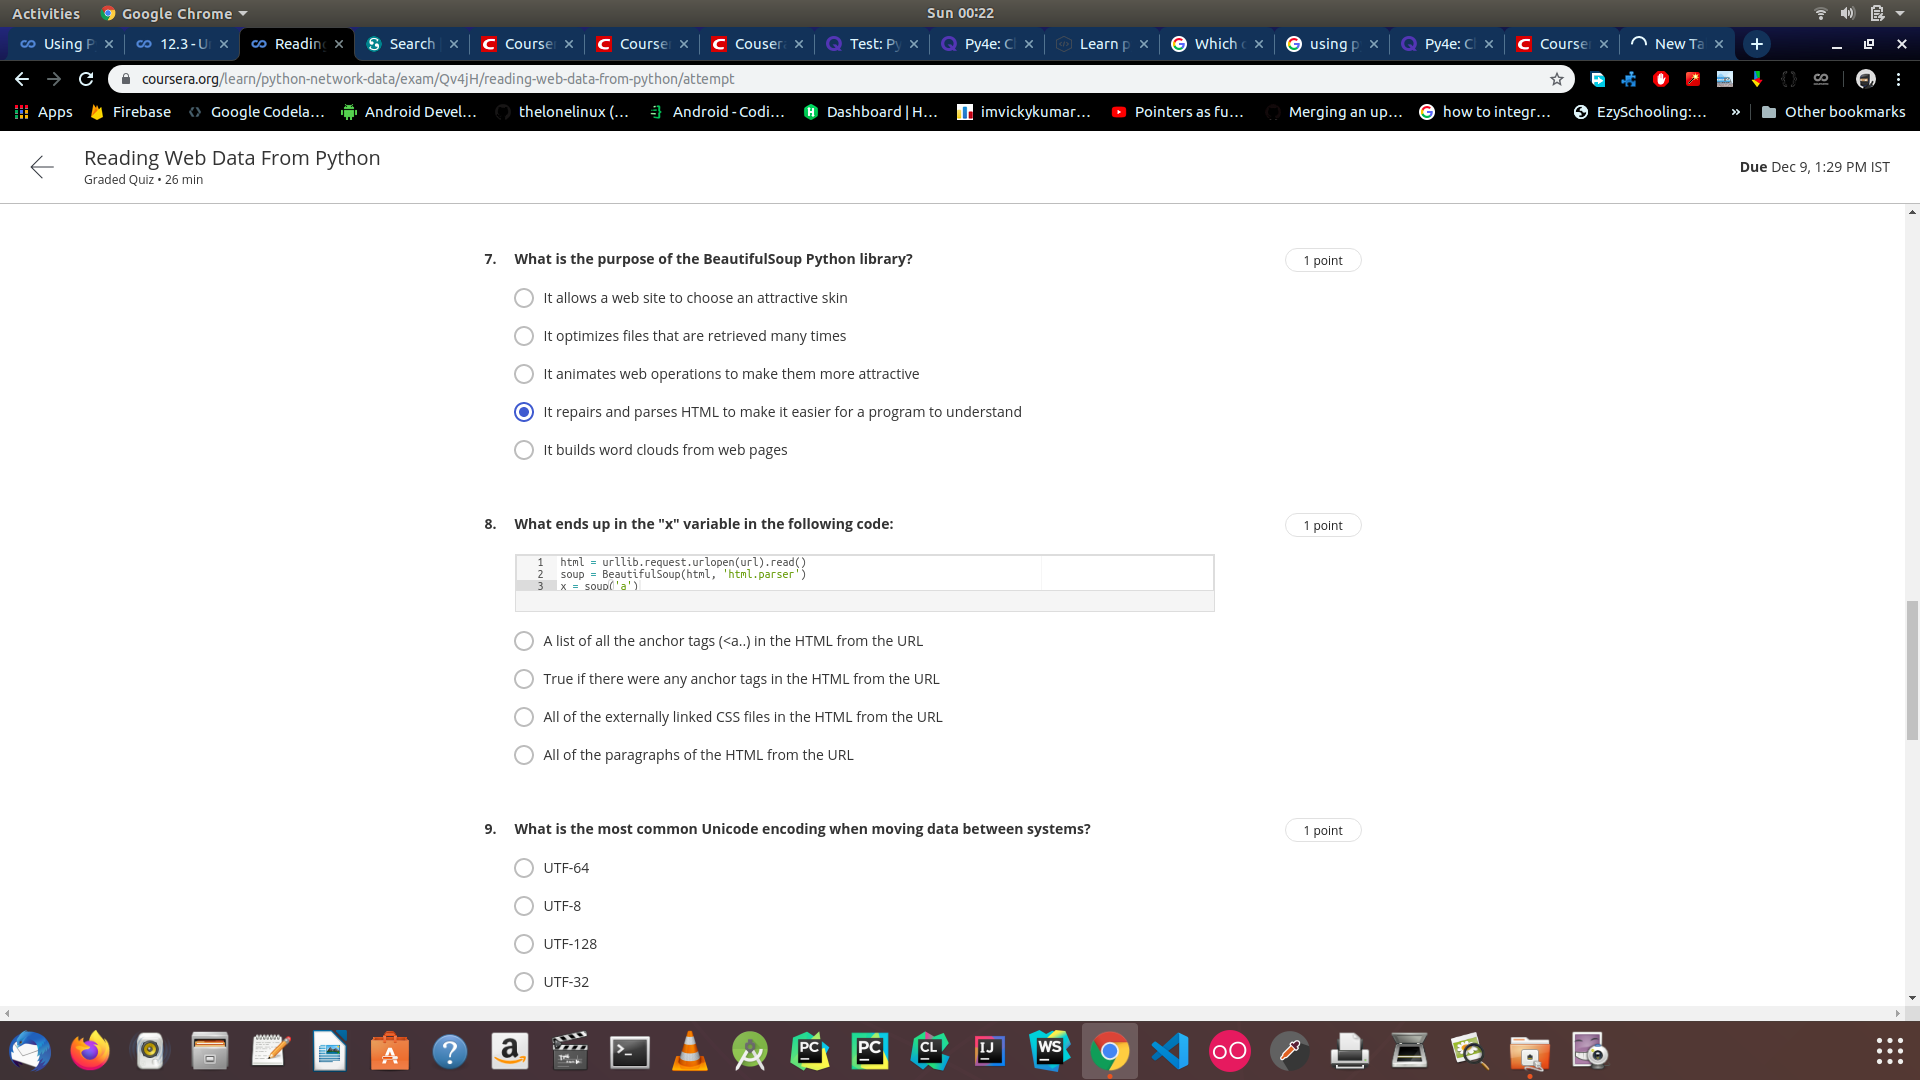 Activities
Google Chrome
Sun 00:22
Using P
12.3 - U
Reading
Search
Course
Course
Couser
Test: Py
Py4e: C
Learn p
Which
using p
Py4e: C
Course
New Ta
coursera.org/learn/python-network-data/exam/Qv4jH/reading-web-data-from-python/attempt
Apps
Firebase
Google Codela...
Android Devel...
thelonelinux (...
Android - Codi...
Dashboard | H...
imvickykumar...
Pointers as fu...
Merging an up...
how to integr...
EzySchooling:...
»
Other bookmarks
Reading Web Data From Python
Graded Quiz • 26 min
Due Dec 9, 1:29 PM IST
7. What is the purpose of the BeautifulSoup Python library?
1 point
It allows a web site to choose an attractive skin
It optimizes files that are retrieved many times
It animates web operations to make them more attractive
It repairs and parses HTML to make it easier for a program to understand
It builds word clouds from web pages
8. What ends up in the "x" variable in the following code:
1 point
1 html = urllib.request.urlopen(url).read()
2 soup = BeautifulSoup(html, 'html.parser')
3 x = soup('a')
A list of all the anchor tags (<a..) in the HTML from the URL
True if there were any anchor tags in the HTML from the URL
All of the externally linked CSS files in the HTML from the URL
All of the paragraphs of the HTML from the URL
9. What is the most common Unicode encoding when moving data between systems?
1 point
UTF-64
UTF-8
UTF-128
UTF-32